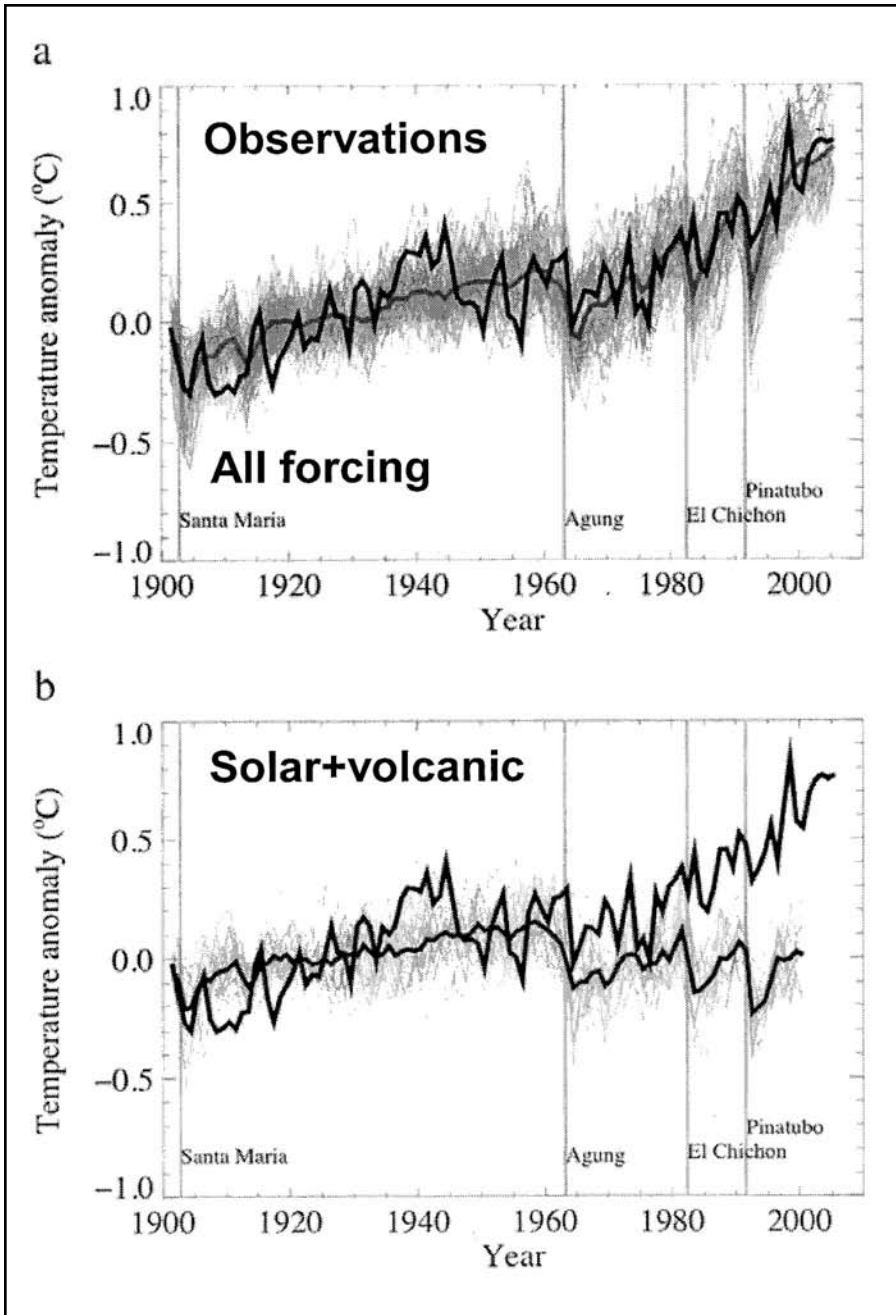 a
Temperature anomaly (°C)
1.0
0.5
0.0
−0.5
−1.0
Observations
All forcing
Santa Maria
Agung
El Chichon
Pinatubo
1900 1920 1940 1960 1980 2000
Year
b
Temperature anomaly (°C)
1.0
0.5
0.0
−0.5
−1.0
Solar+volcanic
Santa Maria
Agung
El Chichon
Pinatubo
1900 1920 1940 1960 1980 2000
Year